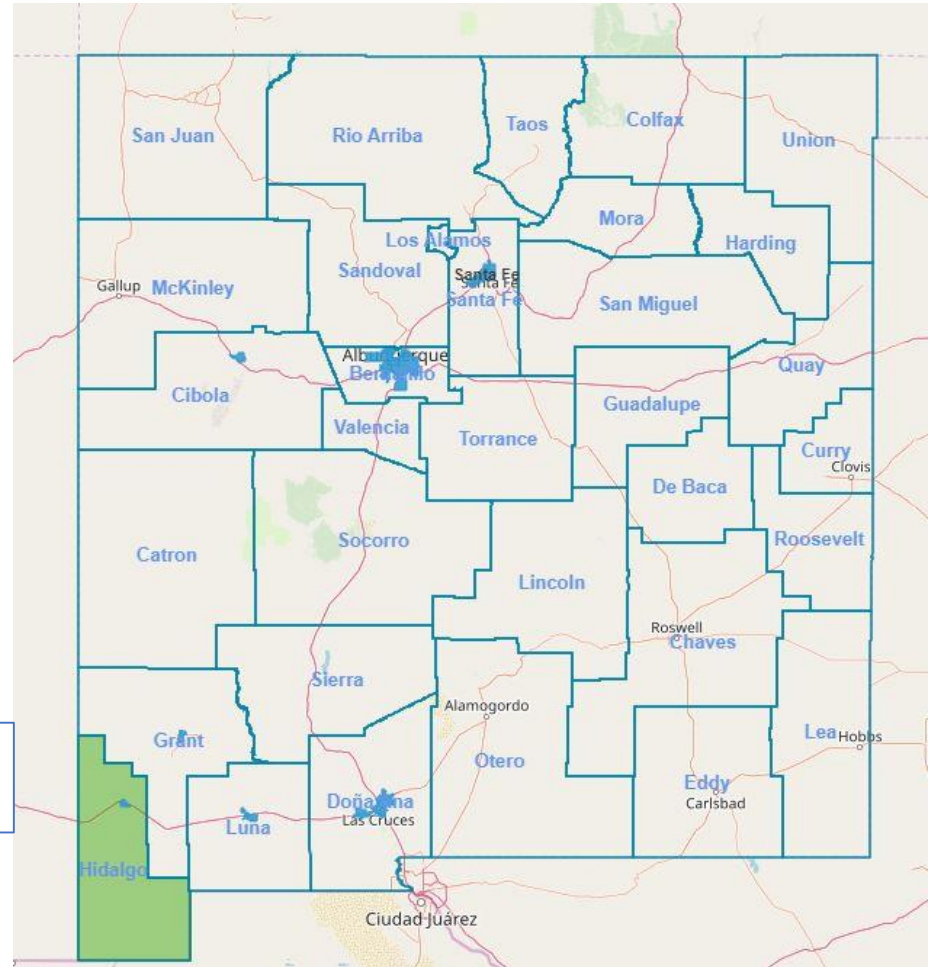 San Juan
Rio Arriba
Taos
Colfax
Union
Mora
Harding
Los Alamos
Sandoval
Santa Fe
Santa Fe
Santa Fe
San Miguel
Gallup
McKinley
Albuquerque
Bernalillo
Quay
Cibola
Guadalupe
Valencia
Torrance
Curry
Clovis
De Baca
Catron
Socorro
Roosevelt
Lincoln
Roswell
Chaves
Sierra
Alamogordo
Grant
Lea
Hobbs
Otero
Eddy
Carlsbad
Doña Ana
Las Cruces
Luna
Hidalgo
Ciudad Juárez